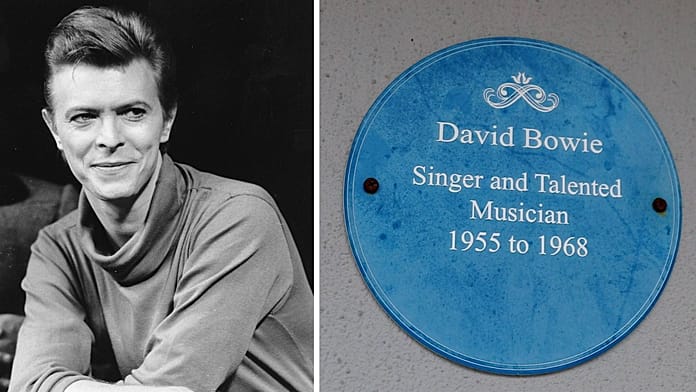 David Bowie
Singer and Talented
Musician
1955 to 1968